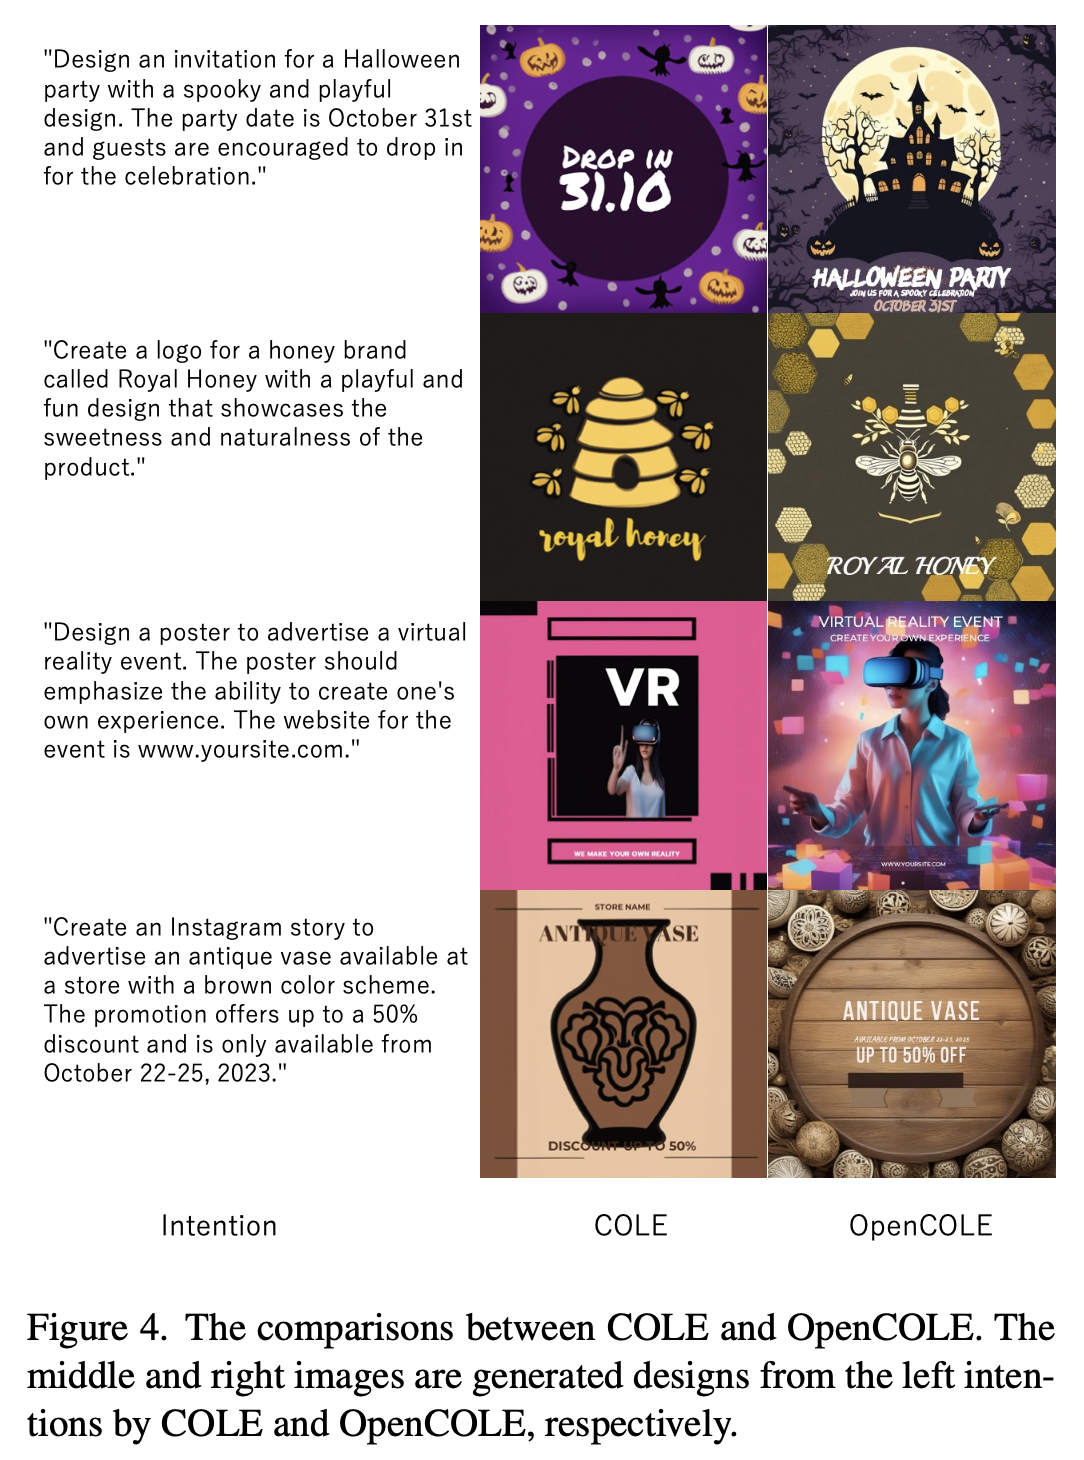 "Design an invitation for a Halloween
party with a spooky and playful
design. The party date is October 31st
and guests are encouraged to drop in
for the celebration."
DROP IN
31.10
HALLOWEEN PARTY
JOIN US FOR A SPOOKY CELEBRATION
OCTOBER 31ST
"Create a logo for a honey brand
called Royal Honey with a playful and
fun design that showcases the
sweetness and naturalness of the
product."
royal honey
ROYAL HONEY
"Design a poster to advertise a virtual
reality event. The poster should
emphasize the ability to create one's
own experience. The website for the
event is www.yoursite.com."
VR
WE MAKE YOUR OWN REALITY
VIRTUAL REALITY EVENT
CREATE YOUR OWN EXPERIENCE
WWW.YOURSITE.COM
"Create an Instagram story to
advertise an antique vase available at
a store with a brown color scheme.
The promotion offers up to a 50%
discount and is only available from
October 22-25, 2023."
STORE NAME
ANTIQUE VASE
DISCOUNT UP TO 50%
ANTIQUE VASE
AVAILABLE FROM OCTOBER 22-25, 2023
UP TO 50% OFF
Intention
COLE
OpenCOLE
Figure 4. The comparisons between COLE and OpenCOLE. The
middle and right images are generated designs from the left inten-
tions by COLE and OpenCOLE, respectively.